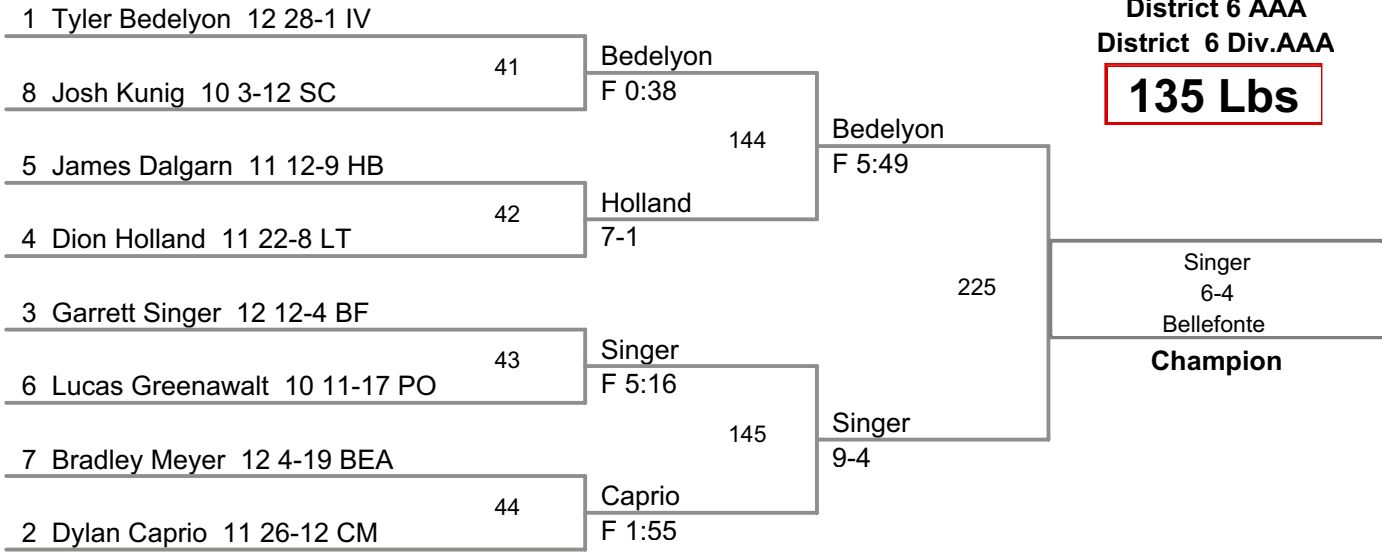 District 6 AAA
District 6 Div.AAA
135 Lbs
1 Tyler Bedelyon 12 28-1 IV
41
8 Josh Kunig 10 3-12 SC
Bedelyon
F 0:38
144
5 James Dalgarn 11 12-9 HB
42
4 Dion Holland 11 22-8 LT
Holland
7-1
Bedelyon
F 5:49
225
3 Garrett Singer 12 12-4 BF
43
6 Lucas Greenawalt 10 11-17 PO
Singer
F 5:16
145
7 Bradley Meyer 12 4-19 BEA
44
2 Dylan Caprio 11 26-12 CM
Caprio
F 1:55
Singer
9-4
Singer
6-4
Bellefonte
Champion